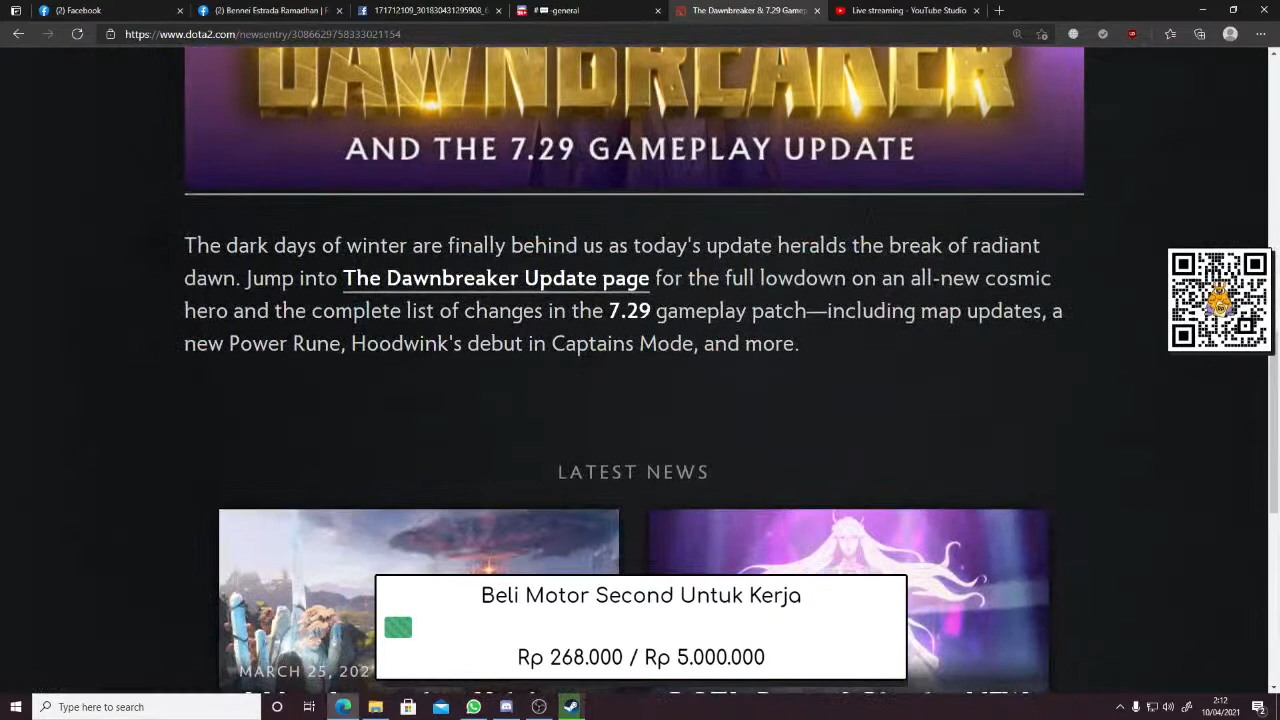 (2) Facebook
(2) Bennei Estrada Ramadhan | F
171712109_301830431295908_6
-general
The Dawnbreaker & 7.29 Gamep
Live streaming - YouTube Studio
https://www.dota2.com/newsentry/3086629758333021154
DAWNBREAKER
AND THE 7.29 GAMEPLAY UPDATE
The dark days of winter are finally behind us as today's update heralds the break of radiant
dawn. Jump into The Dawnbreaker Update page for the full lowdown on an all-new cosmic
hero and the complete list of changes in the 7.29 gameplay patch—including map updates, a
new Power Rune, Hoodwink's debut in Captains Mode, and more.
LATEST NEWS
MARCH 25, 202
Beli Motor Second Untuk Kerja
Rp 268.000 / Rp 5.000.000
Type here to search
2:12
10/04/2021